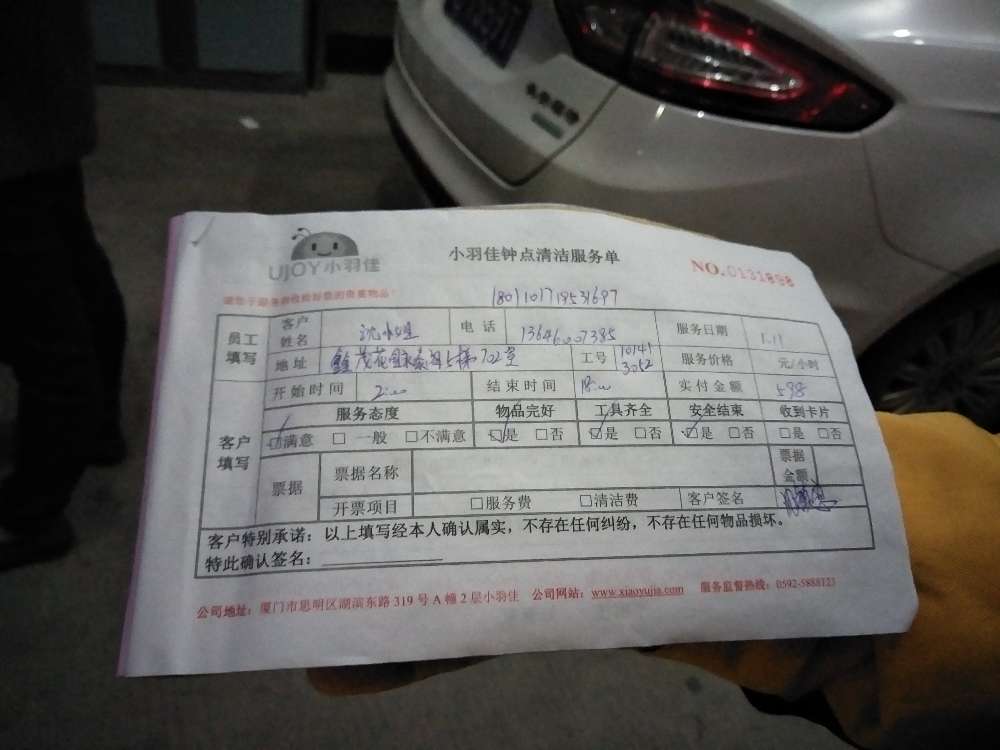 UJOY小羽佳
小羽佳钟点清洁服务单
NO.0131898
1801101719531697
员工填写 客户姓名 电话 13646007385 服务日期 1.11
地址 702室 工号 10141 3052 服务价格 元/小时
客户填写 开始时间 结束时间 实付金额 598
服务态度 物品完好 工具齐全 安全结束 收到卡片
□满意 □一般 □不满意 □是 □否 □是 □否 □是 □否 □是 □否
票据 票据名称 票据金额
开票项目 □服务费 □清洁费 客户签名
客户特别承诺:以上填写经本人确认属实,不存在任何纠纷,不存在任何物品损坏。
特此确认签名:
公司地址:厦门市思明区湖滨东路319号A幢2层小羽佳 公司网站:www.xiaoyujia.com 服务监督热线:0592-5888123